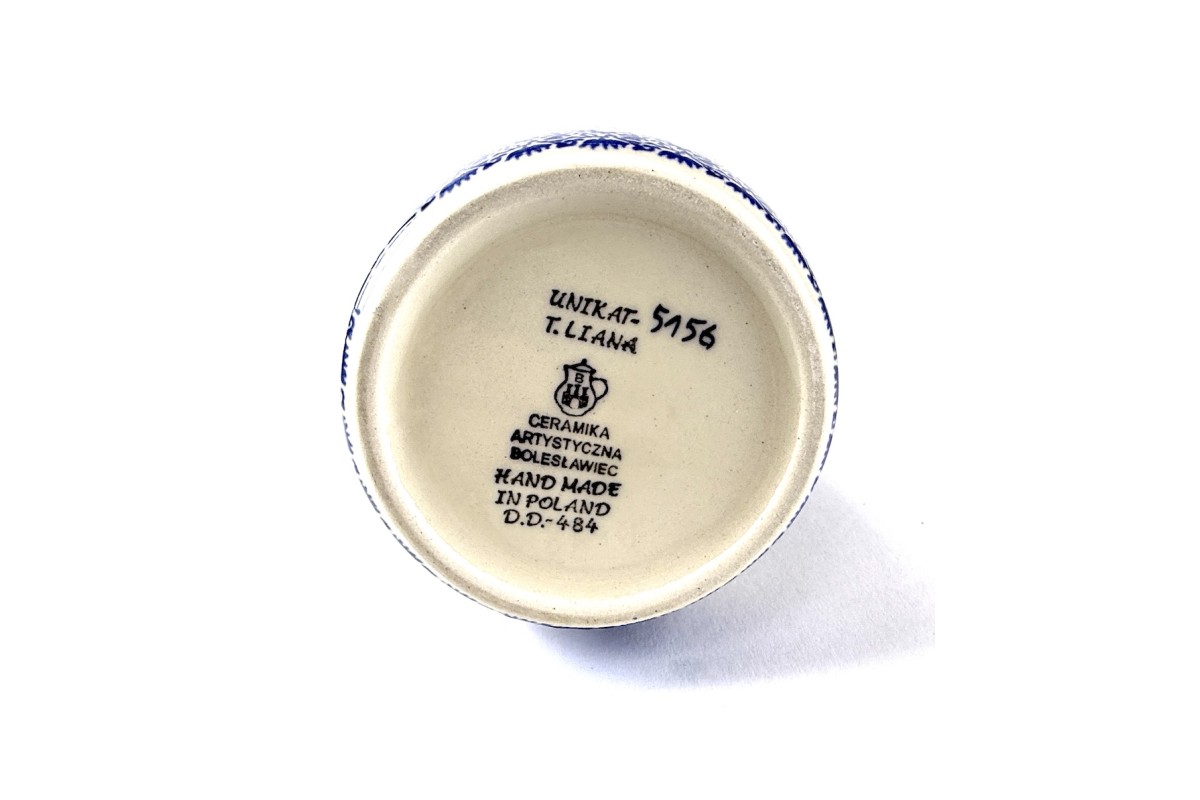 UNIKAT- 5156
T. LIANA
B
CERAMIKA
ARTYSTYCZNA
BOLESŁAWIEC
HAND MADE
IN POLAND
D.D.-484